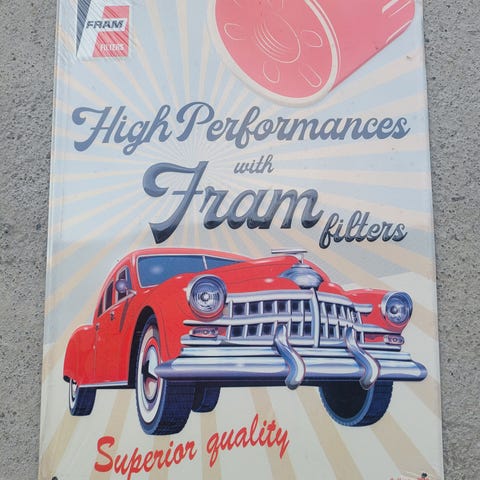 FRAM
FILTERS
High Performances
with
Fram
filters
Superior quality